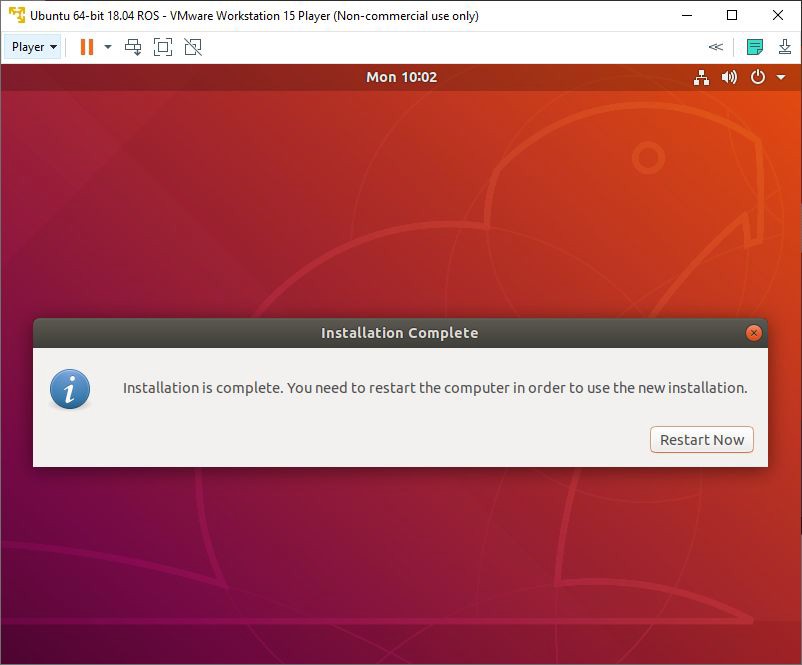 Ubuntu 64-bit 18.04 ROS - VMware Workstation 15 Player (Non-commercial use only)
Player
Mon 10:02
Installation Complete
Installation is complete. You need to restart the computer in order to use the new installation.
Restart Now